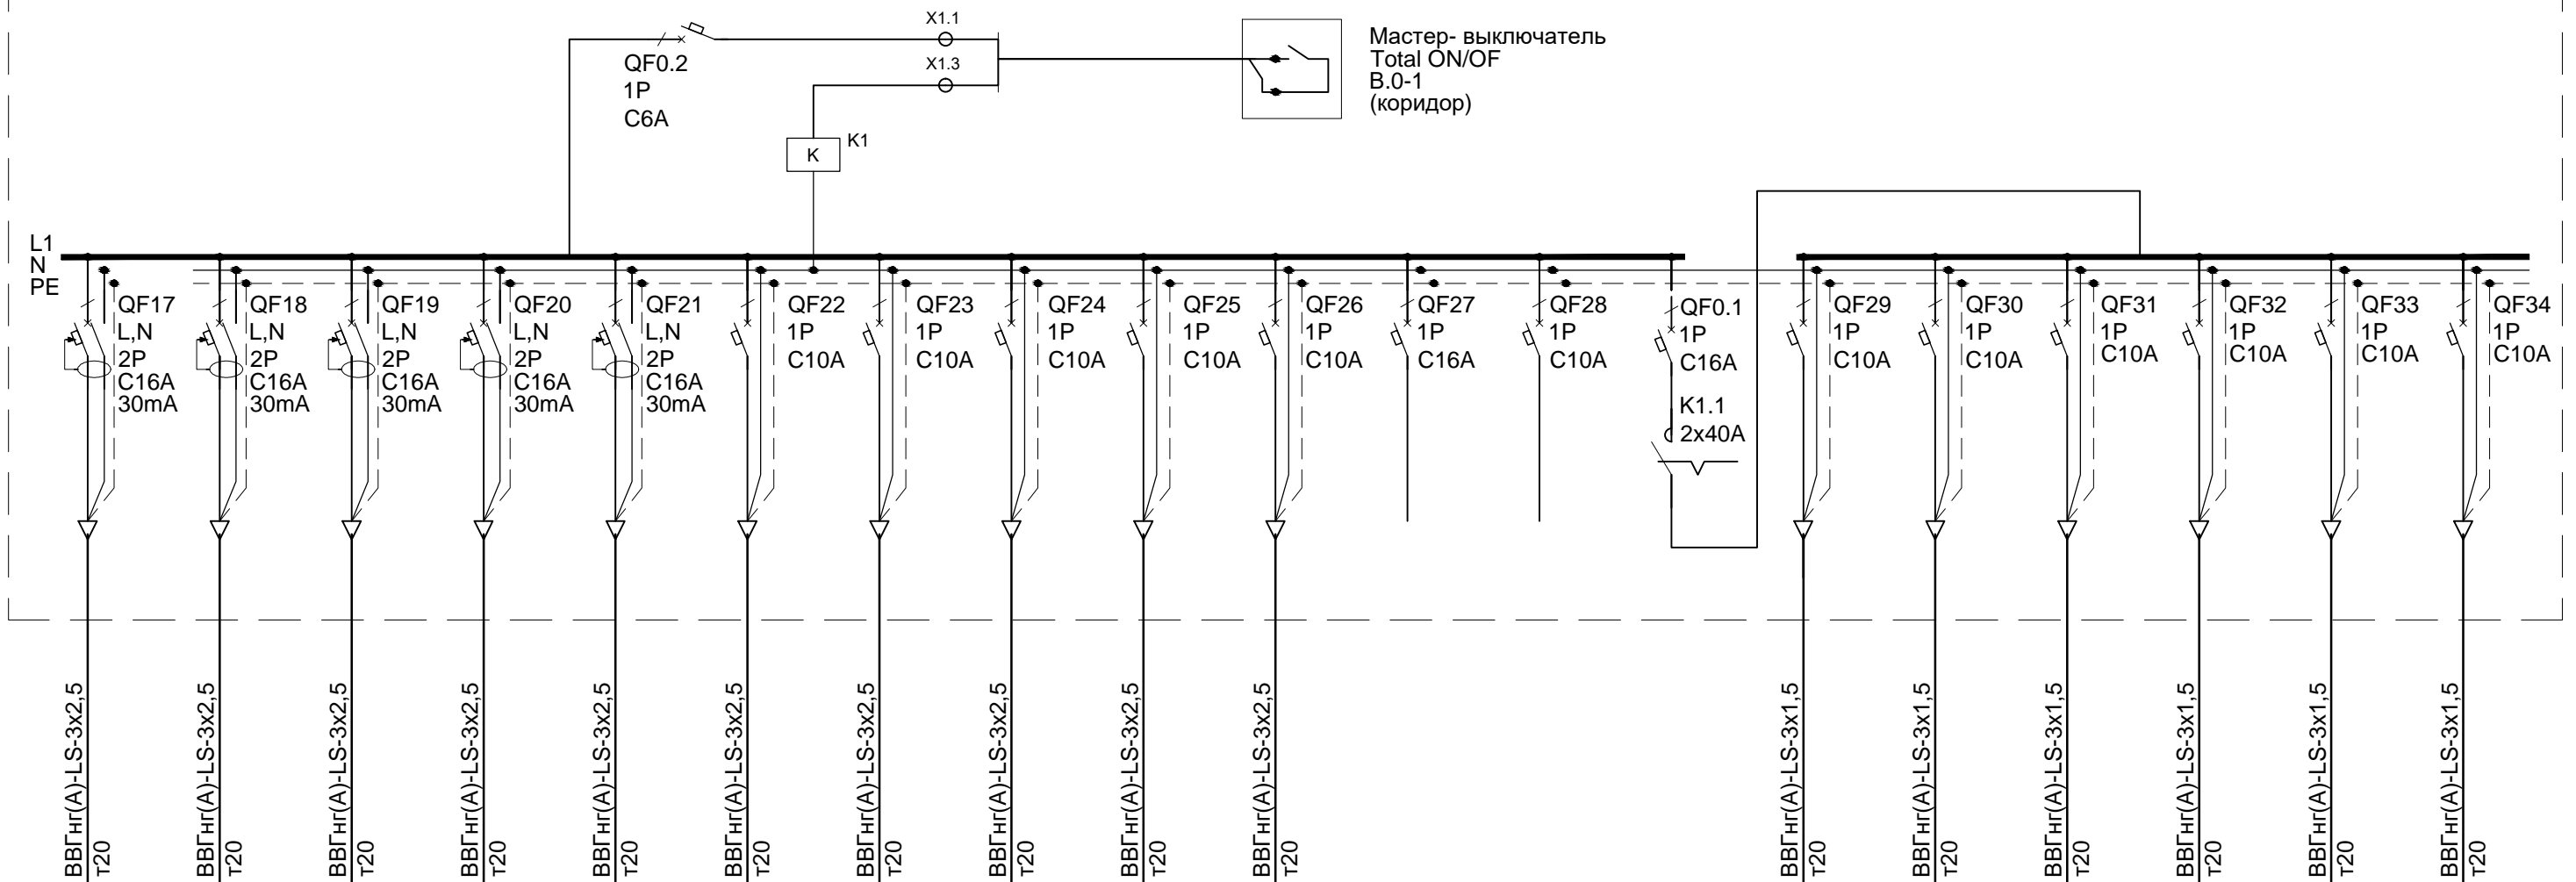 X1.1
X1.3
QF0.2
1P
C6A
Мастер- выключатель
Total ON/OF
В.0-1
(коридор)
K
K1
L1
N
PE
QF17
L,N
2P
C16A
30mA
QF18
L,N
2P
C16A
30mA
QF19
L,N
2P
C16A
30mA
QF20
L,N
2P
C16A
30mA
QF21
L,N
2P
C16A
30mA
QF22
1P
C10A
QF23
1P
C10A
QF24
1P
C10A
QF25
1P
C10A
QF26
1P
C10A
QF27
1P
C16A
QF28
1P
C10A
QF0.1
1P
C16A
K1.1
2x40A
QF29
1P
C10A
QF30
1P
C10A
QF31
1P
C10A
QF32
1P
C10A
QF33
1P
C10A
QF34
1P
C10A
ВВГнг(А)-LS-3x2,5
т20
ВВГнг(А)-LS-3x2,5
т20
ВВГнг(А)-LS-3x2,5
т20
ВВГнг(А)-LS-3x2,5
т20
ВВГнг(А)-LS-3x2,5
т20
ВВГнг(А)-LS-3x2,5
т20
ВВГнг(А)-LS-3x2,5
т20
ВВГнг(А)-LS-3x2,5
т20
ВВГнг(А)-LS-3x2,5
т20
ВВГнг(А)-LS-3x2,5
т20
ВВГнг(А)-LS-3x1,5
т20
ВВГнг(А)-LS-3x1,5
т20
ВВГнг(А)-LS-3x1,5
т20
ВВГнг(А)-LS-3x1,5
т20
ВВГнг(А)-LS-3x1,5
т20
ВВГнг(А)-LS-3x1,5
т20